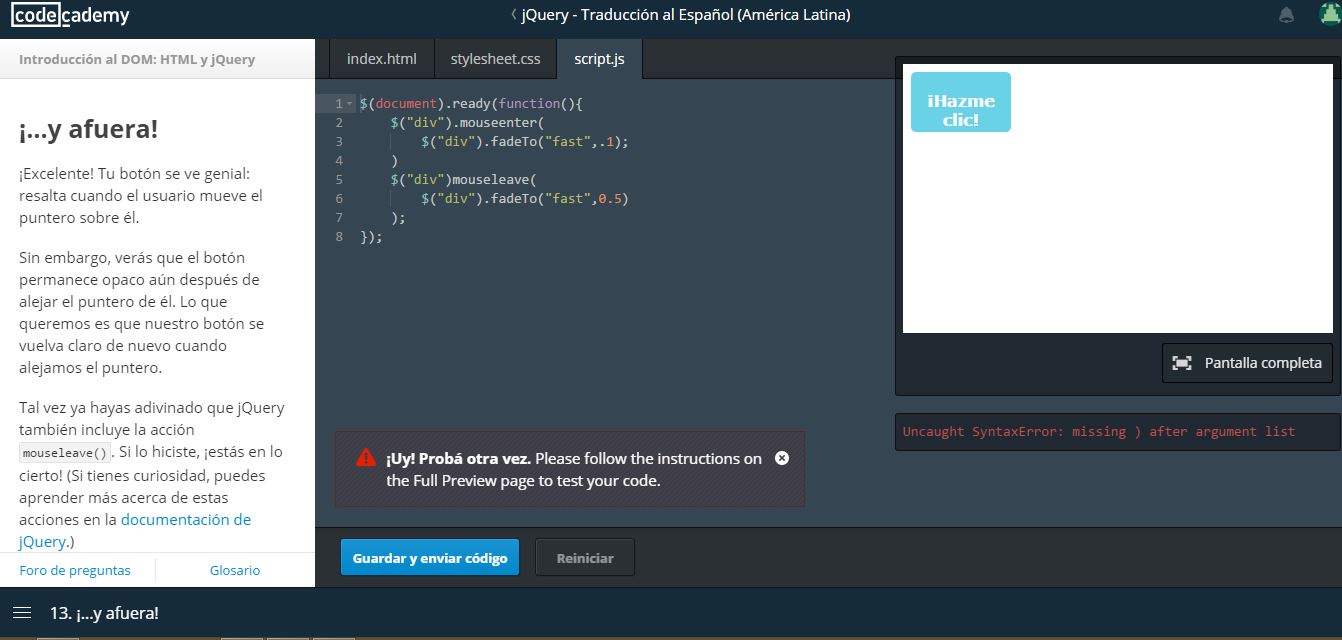 codecademy
jQuery - Traducción al Español (América Latina)
Introducción al DOM: HTML y jQuery
¡...y afuera!
¡Excelente! Tu botón se ve genial:
resalta cuando el usuario mueve el
puntero sobre él.
Sin embargo, verás que el botón
permanece opaco aún después de
alejar el puntero de él. Lo que
queremos es que nuestro botón se
vuelva claro de nuevo cuando
alejamos el puntero.
Tal vez ya hayas adivinado que jQuery
también incluye la acción
mouseleave() . Si lo hiciste, ¡estás en lo
cierto! (Si tienes curiosidad, puedes
aprender más acerca de estas
acciones en la documentación de
jQuery.)
Foro de preguntas
Glosario
index.html
stylesheet.css
script.js
1 $(document).ready(function(){
2 $("div").mouseenter(
3 $("div").fadeTo("fast",.1);
4 )
5 $("div")mouseleave(
6 $("div").fadeTo("fast",0.5)
7 );
8 });
¡Uy! Probá otra vez. Please follow the instructions on
the Full Preview page to test your code.
Guardar y enviar código
Reiniciar
¡Hazme
clic!
Pantalla completa
Uncaught SyntaxError: missing ) after argument list
13. ¡...y afuera!